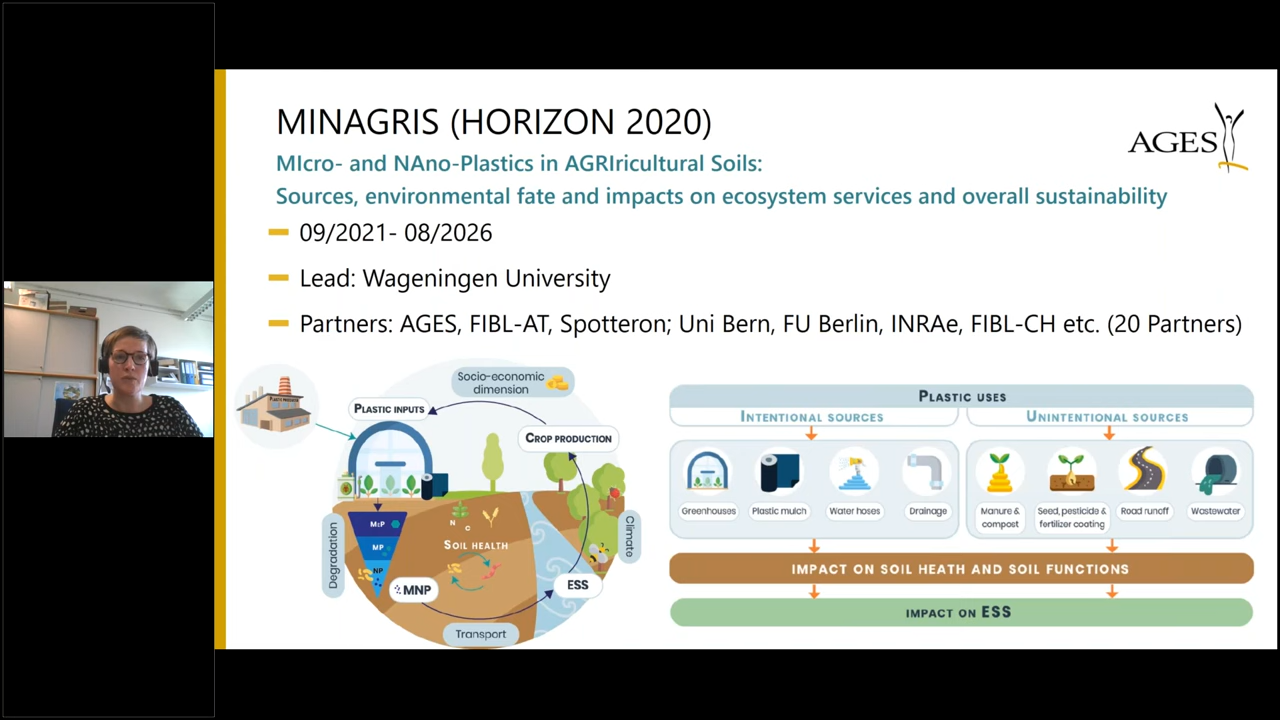 MINAGRIS (HORIZON 2020)
AGES
MIcro- and NAno-Plastics in AGRIricultural Soils:
Sources, environmental fate and impacts on ecosystem services and overall sustainability
09/2021- 08/2026
Lead: Wageningen University
Partners: AGES, FIBL-AT, Spotteron; Uni Bern, FU Berlin, INRAe, FIBL-CH etc. (20 Partners)
Socio-economic
dimension
PLASTIC INPUTS
CROP PRODUCTION
Degradation
MP
NP
N
C
SOIL HEALTH
Climate
MNP
ESS
Transport
PLASTIC USES
INTENTIONAL SOURCES
UNINTENTIONAL SOURCES
Greenhouses
Plastic mulch
Water hoses
Drainage
Manure &
compost
Seed, pesticide &
fertilizer coating
Road runoff
Wastewater
IMPACT ON SOIL HEATH AND SOIL FUNCTIONS
IMPACT ON ESS